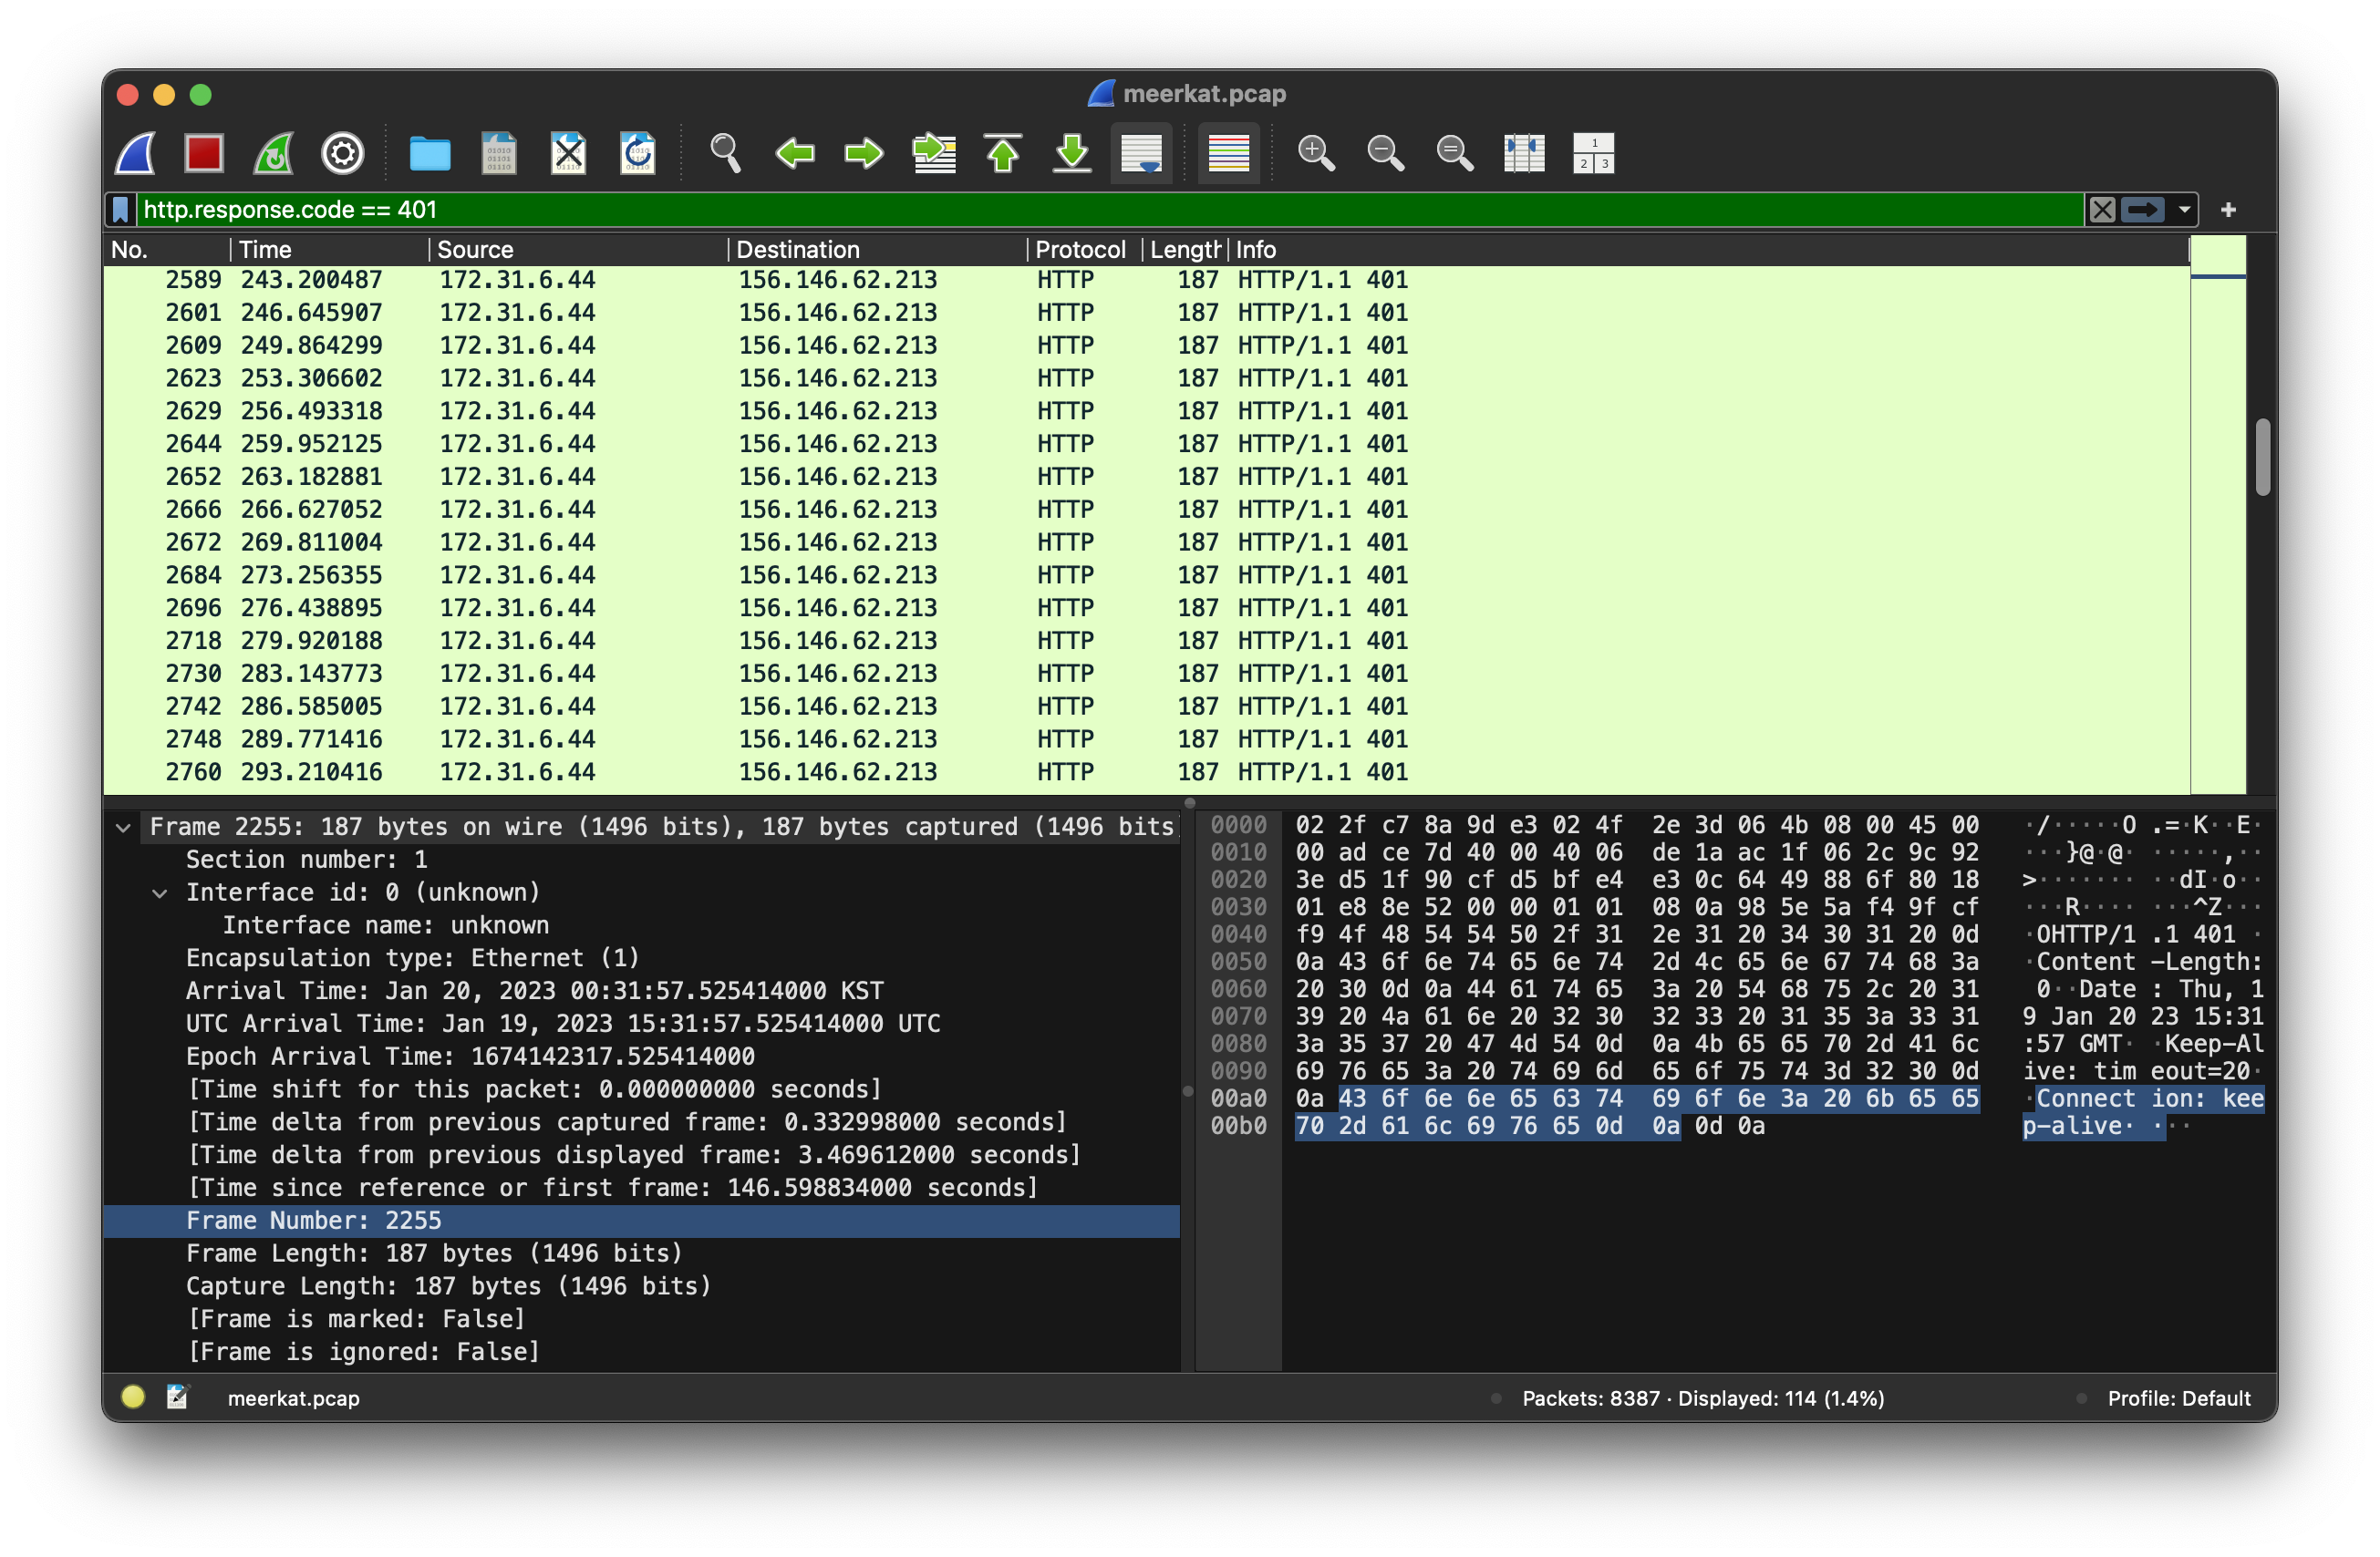 meerkat.pcap
http.response.code == 401
No. Time Source Destination Protocol Length Info
2589 243.200487 172.31.6.44 156.146.62.213 HTTP 187 HTTP/1.1 401
2601 246.645907 172.31.6.44 156.146.62.213 HTTP 187 HTTP/1.1 401
2609 249.864299 172.31.6.44 156.146.62.213 HTTP 187 HTTP/1.1 401
2623 253.306602 172.31.6.44 156.146.62.213 HTTP 187 HTTP/1.1 401
2629 256.493318 172.31.6.44 156.146.62.213 HTTP 187 HTTP/1.1 401
2644 259.952125 172.31.6.44 156.146.62.213 HTTP 187 HTTP/1.1 401
2652 263.182881 172.31.6.44 156.146.62.213 HTTP 187 HTTP/1.1 401
2666 266.627052 172.31.6.44 156.146.62.213 HTTP 187 HTTP/1.1 401
2672 269.811004 172.31.6.44 156.146.62.213 HTTP 187 HTTP/1.1 401
2684 273.256355 172.31.6.44 156.146.62.213 HTTP 187 HTTP/1.1 401
2696 276.438895 172.31.6.44 156.146.62.213 HTTP 187 HTTP/1.1 401
2718 279.920188 172.31.6.44 156.146.62.213 HTTP 187 HTTP/1.1 401
2730 283.143773 172.31.6.44 156.146.62.213 HTTP 187 HTTP/1.1 401
2742 286.585005 172.31.6.44 156.146.62.213 HTTP 187 HTTP/1.1 401
2748 289.771416 172.31.6.44 156.146.62.213 HTTP 187 HTTP/1.1 401
2760 293.210416 172.31.6.44 156.146.62.213 HTTP 187 HTTP/1.1 401
Frame 2255: 187 bytes on wire (1496 bits), 187 bytes captured (1496 bits
Section number: 1
Interface id: 0 (unknown)
Interface name: unknown
Encapsulation type: Ethernet (1)
Arrival Time: Jan 20, 2023 00:31:57.525414000 KST
UTC Arrival Time: Jan 19, 2023 15:31:57.525414000 UTC
Epoch Arrival Time: 1674142317.525414000
[Time shift for this packet: 0.000000000 seconds]
[Time delta from previous captured frame: 0.332998000 seconds]
[Time delta from previous displayed frame: 3.469612000 seconds]
[Time since reference or first frame: 146.598834000 seconds]
Frame Number: 2255
Frame Length: 187 bytes (1496 bits)
Capture Length: 187 bytes (1496 bits)
[Frame is marked: False]
[Frame is ignored: False]
0000 02 2f c7 8a 9d e3 02 4f 2e 3d 06 4b 08 00 45 00 ·/·····O .=·K··E·
0010 00 ad ce 7d 40 00 40 06 de 1a ac 1f 06 2c 9c 92 ···}@·@· ·····,··
0020 3e d5 1f 90 cf d5 bf e4 e3 0c 64 49 88 6f 80 18 >······· ··dI·o··
0030 01 e8 8e 52 00 00 01 01 08 0a 98 5e 5a f4 9f cf ···R···· ···^Z···
0040 f9 4f 48 54 54 50 2f 31 2e 31 20 34 30 31 20 0d ·OHTTP/1 .1 401 ·
0050 0a 43 6f 6e 74 65 6e 74 2d 4c 65 6e 67 74 68 3a ·Content -Length:
0060 20 30 0d 0a 44 61 74 65 3a 20 54 68 75 2c 20 31 0··Date : Thu, 1
0070 39 20 4a 61 6e 20 32 30 32 33 20 31 35 3a 33 31 9 Jan 20 23 15:31
0080 3a 35 37 20 47 4d 54 0d 0a 4b 65 65 70 2d 41 6c :57 GMT· ·Keep-Al
0090 69 76 65 3a 20 74 69 6d 65 6f 75 74 3d 32 30 0d ive: tim eout=20·
00a0 0a 43 6f 6e 6e 65 63 74 69 6f 6e 3a 20 6b 65 65 ·Connect ion: kee
00b0 70 2d 61 6c 69 76 65 0d 0a 0d 0a p-alive· ···
meerkat.pcap
Packets: 8387 · Displayed: 114 (1.4%)
Profile: Default